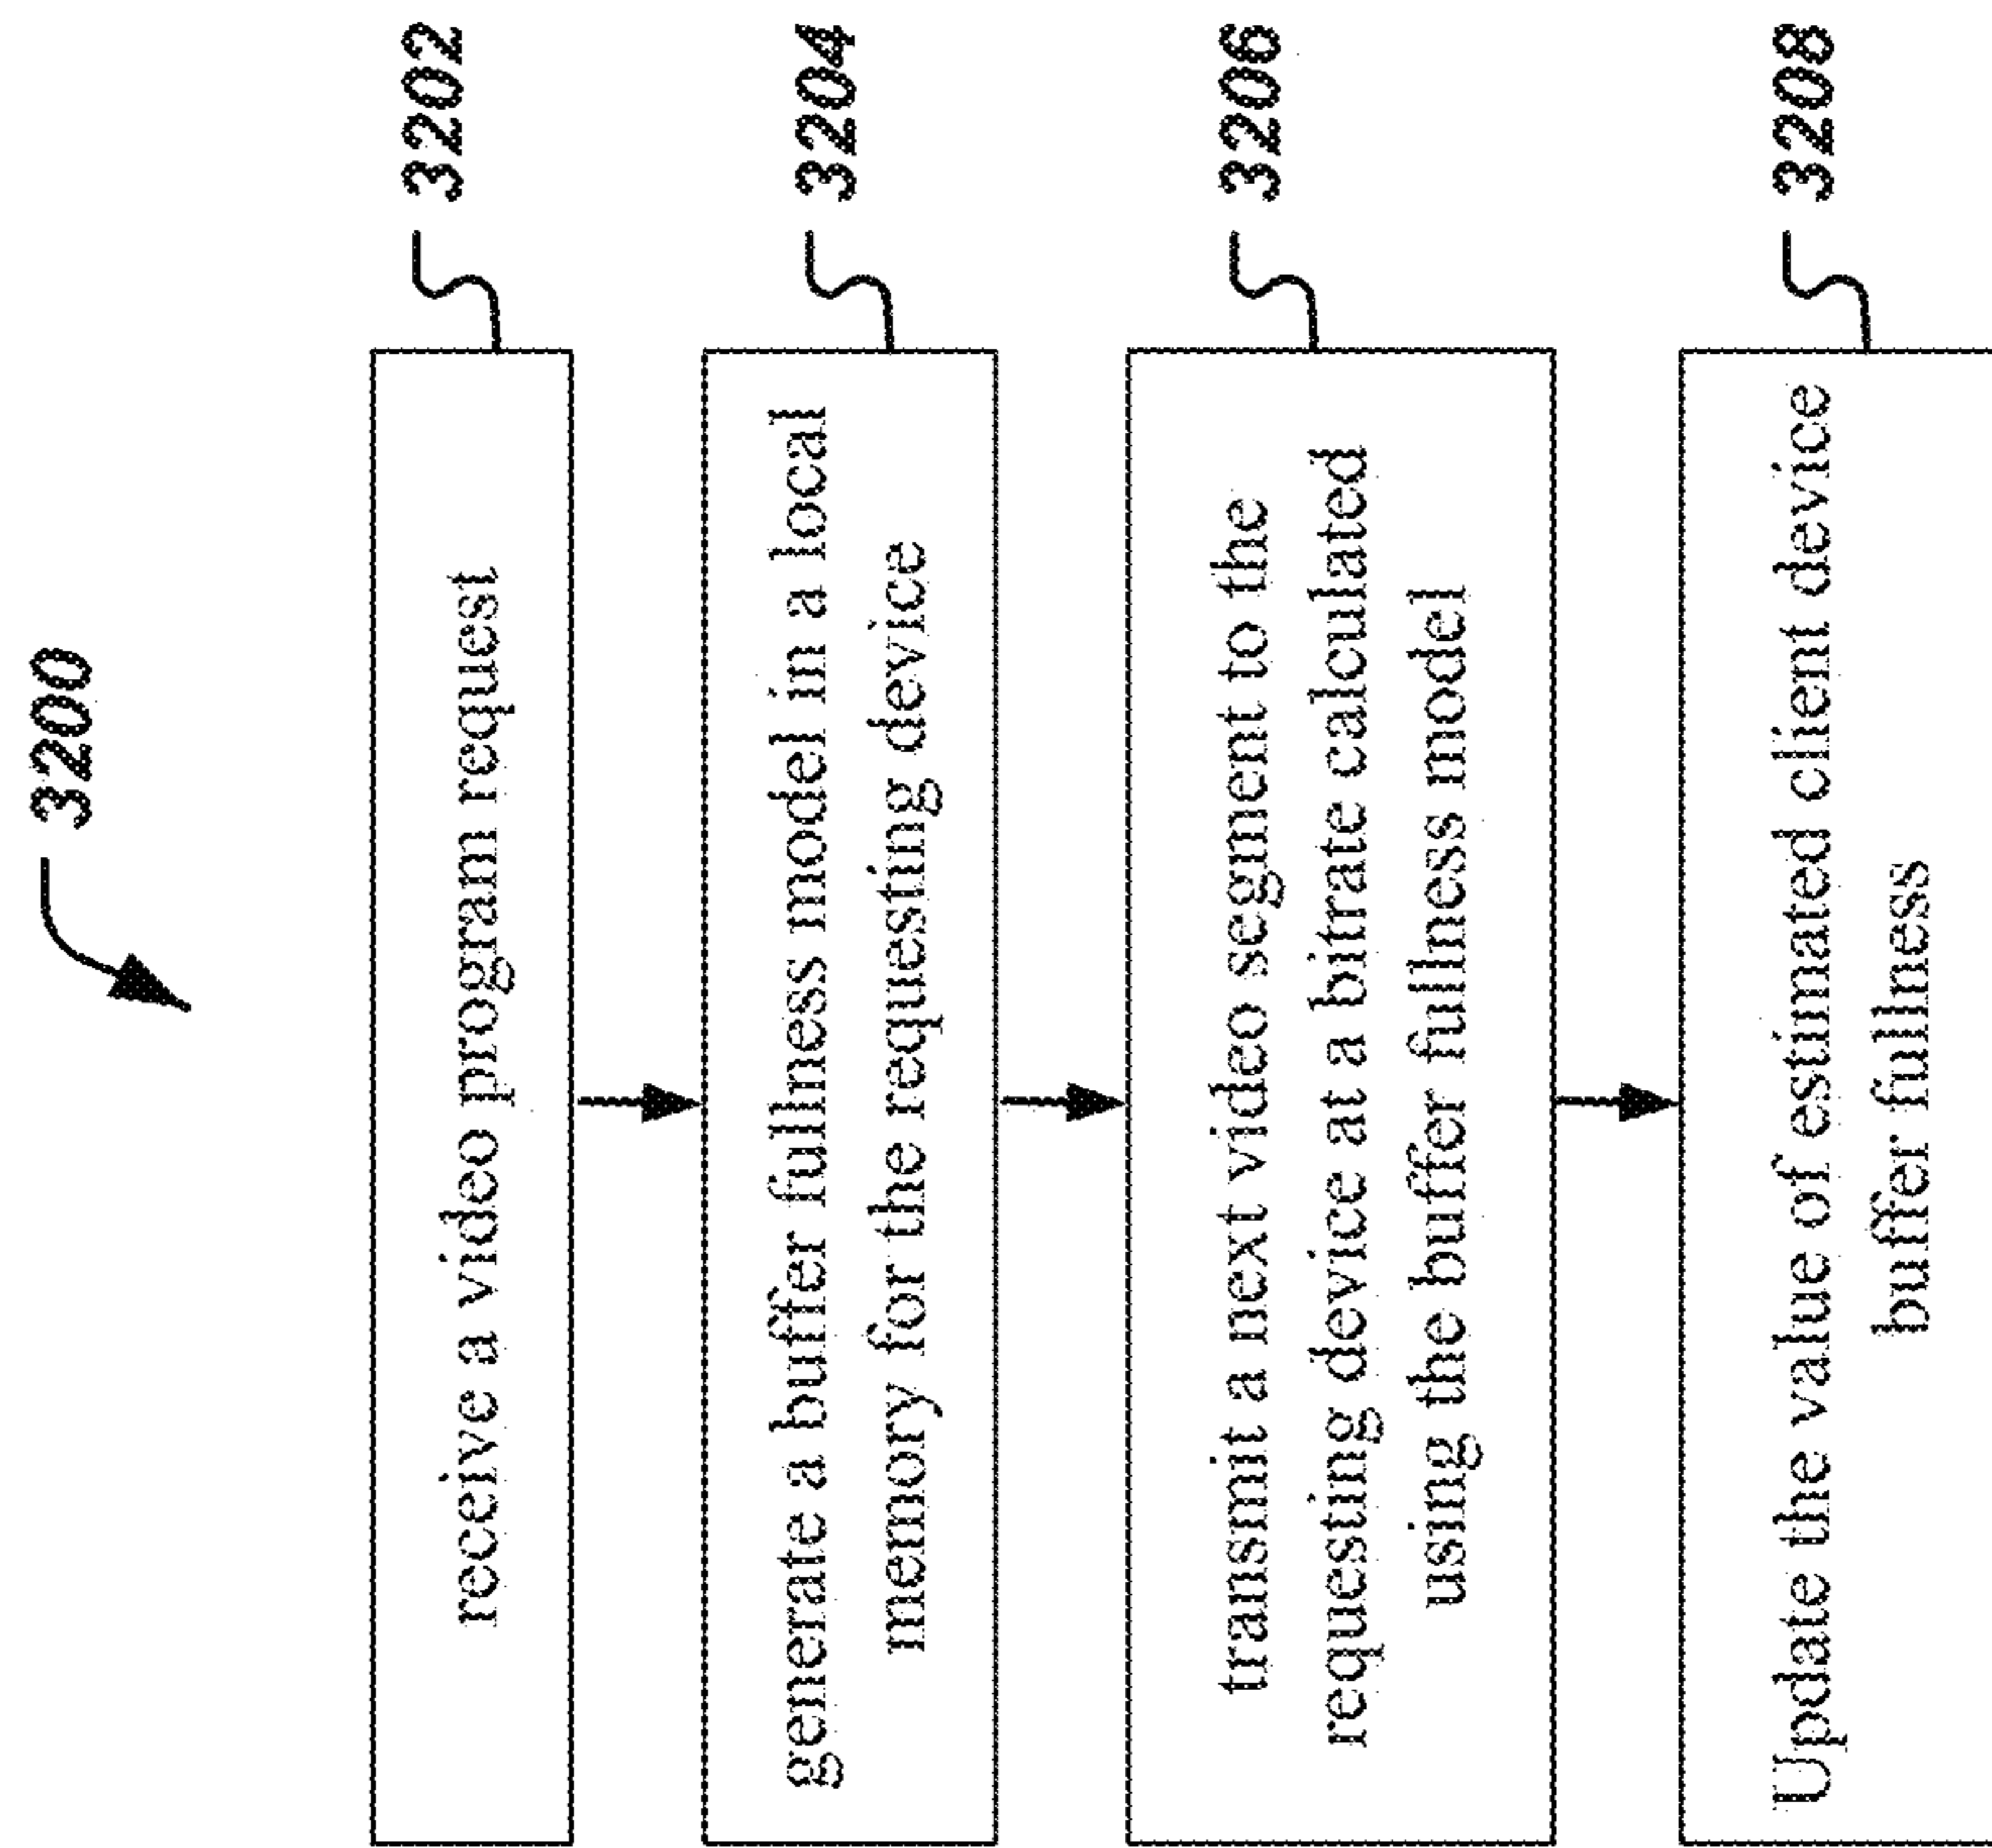 3200
receive a video program request
3202
generate a buffer fullness model in a local
memory for the requesting device
3204
transmit a next video segment to the
requesting device at a bitrate calculated
using the buffer fullness model
3206
Update the value of estimated client device
buffer fullness
3208